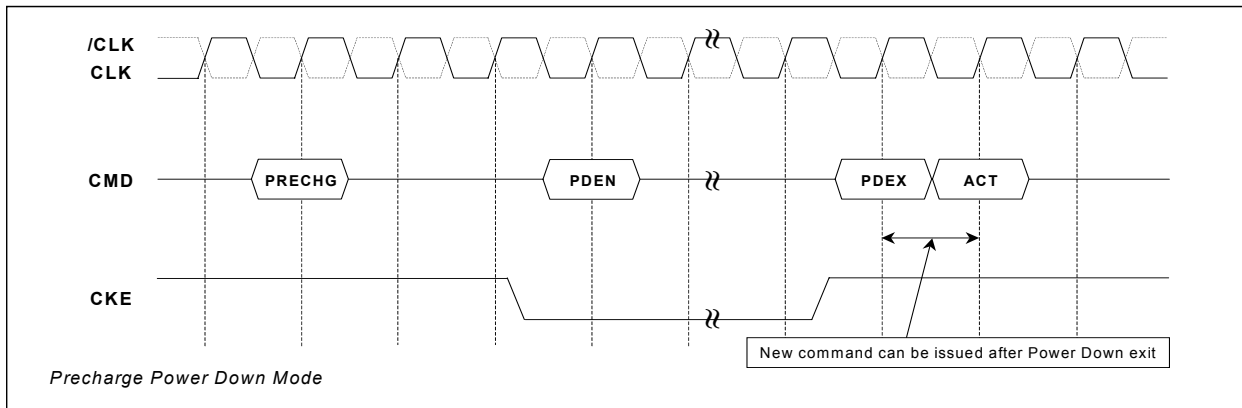 /CLK
CLK
CMD
PRECHG
PDEN
PDEX
ACT
CKE
New command can be issued after Power Down exit
Precharge Power Down Mode